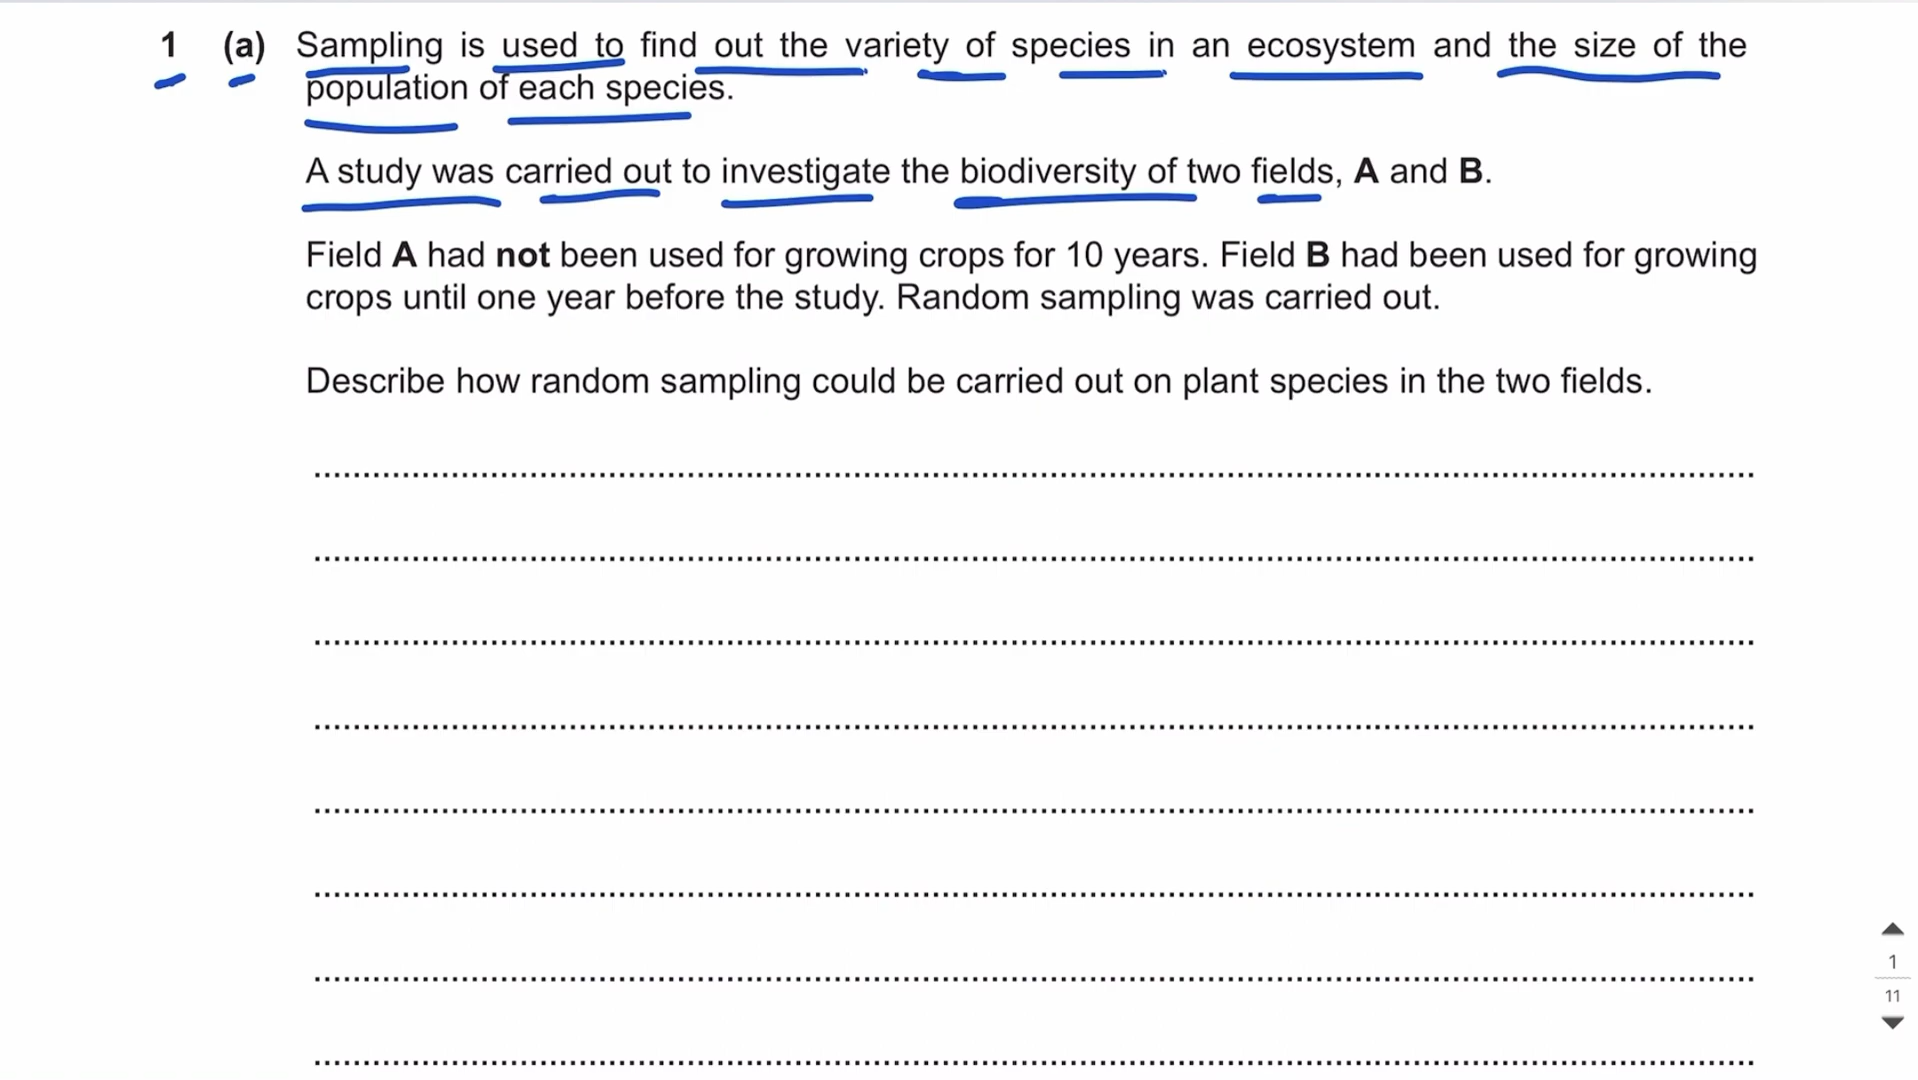 1 (a) Sampling is used to find out the variety of species in an ecosystem and the size of the
population of each species.
A study was carried out to investigate the biodiversity of two fields, A and B.
Field A had not been used for growing crops for 10 years. Field B had been used for growing
crops until one year before the study. Random sampling was carried out.
Describe how random sampling could be carried out on plant species in the two fields.
1
11